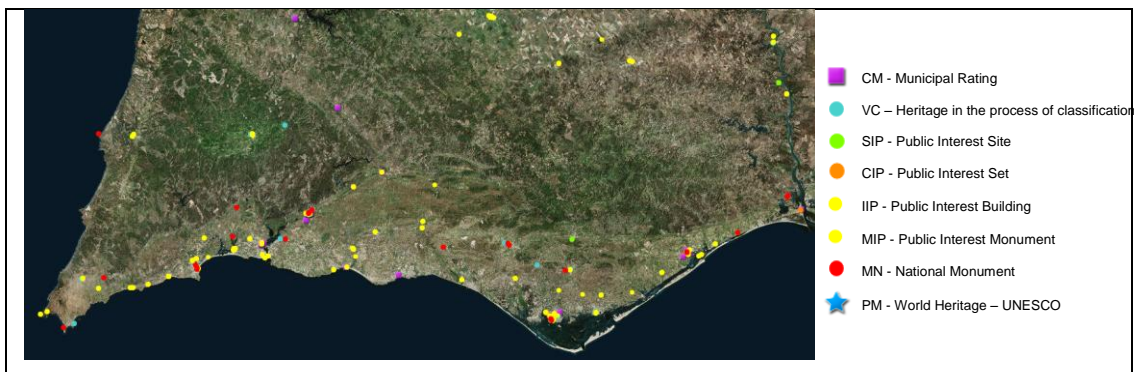 CM - Municipal Rating
VC – Heritage in the process of classification
SIP - Public Interest Site
CIP - Public Interest Set
IIP - Public Interest Building
MIP - Public Interest Monument
MN - National Monument
PM - World Heritage – UNESCO